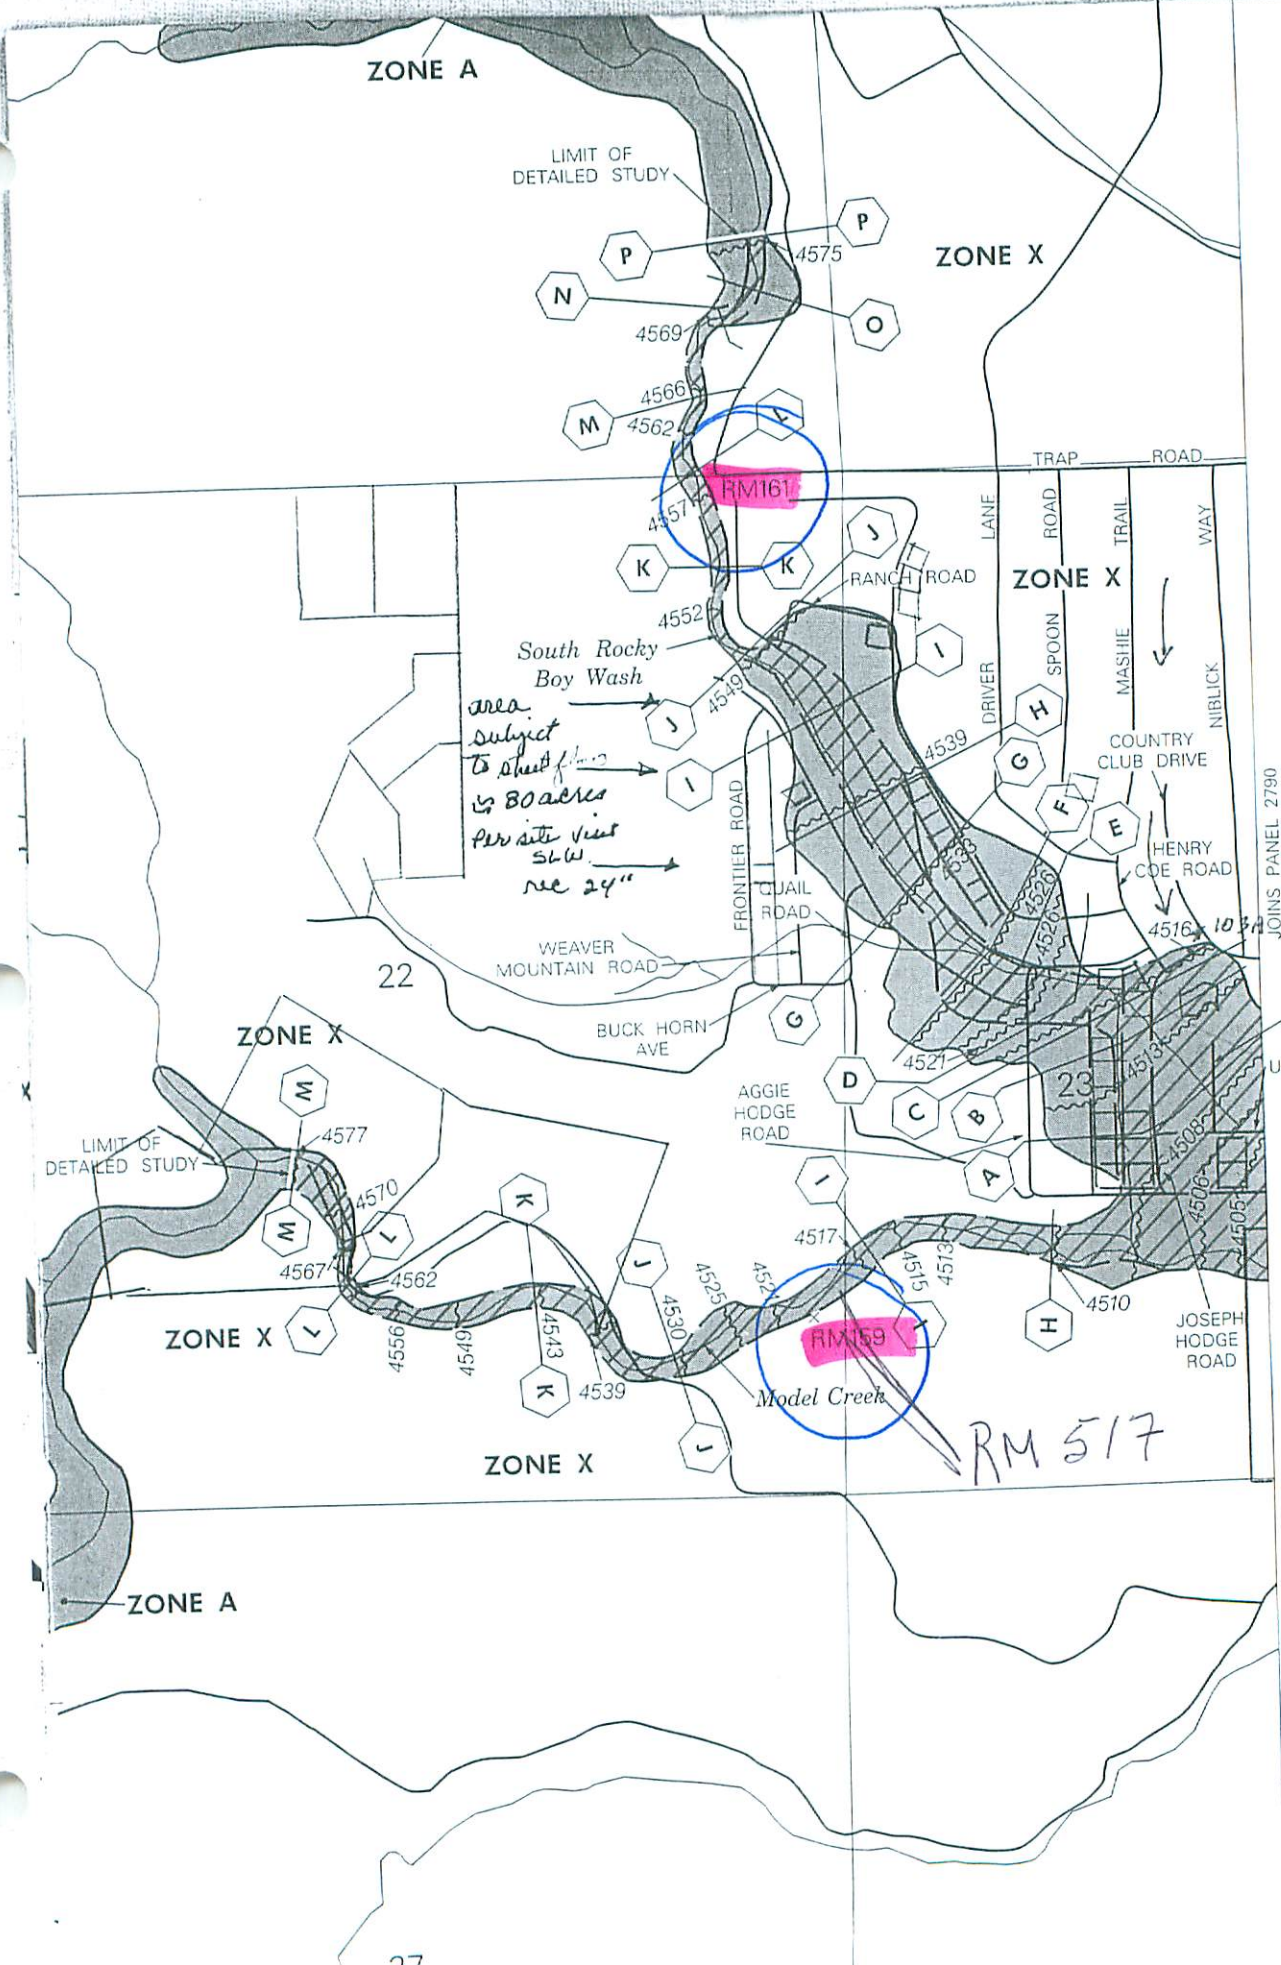 ZONE A
LIMIT OF
DETAILED STUDY
P
P
4575
ZONE X
N
O
4569
4566
M
4562
L
TRAP ROAD
RM161
4557
LANE
ROAD
TRAIL
WAY
J
K
K
RANCH ROAD
ZONE X
4552
South Rocky
Boy Wash
I
DRIVER
SPOON
MASHIE
NIBLICK
4549
J
area
subject
to sheet
80 acres
Per site visit
SLW
rec 24"
I
H
4539
G
COUNTRY
CLUB DRIVE
F
E
FRONTIER ROAD
4533
HENRY
COE ROAD
JOINS PANEL 2790
QUAIL
ROAD
4526
4526
4516
WEAVER
MOUNTAIN ROAD
22
BUCK HORN
AVE
G
ZONE X
4521
4513
D
23
U
AGGIE
HODGE
ROAD
C
B
M
LIMIT OF
DETAILED STUDY
4577
4508
A
I
4570
K
4506
M
L
4517
4505
4515
4513
4567
4562
J
4525
4521
4510
ZONE X
L
4556
4549
4543
4530
RM159
I
H
JOSEPH
HODGE
ROAD
K
4539
Model Creek
J
RM 517
ZONE X
ZONE A
27